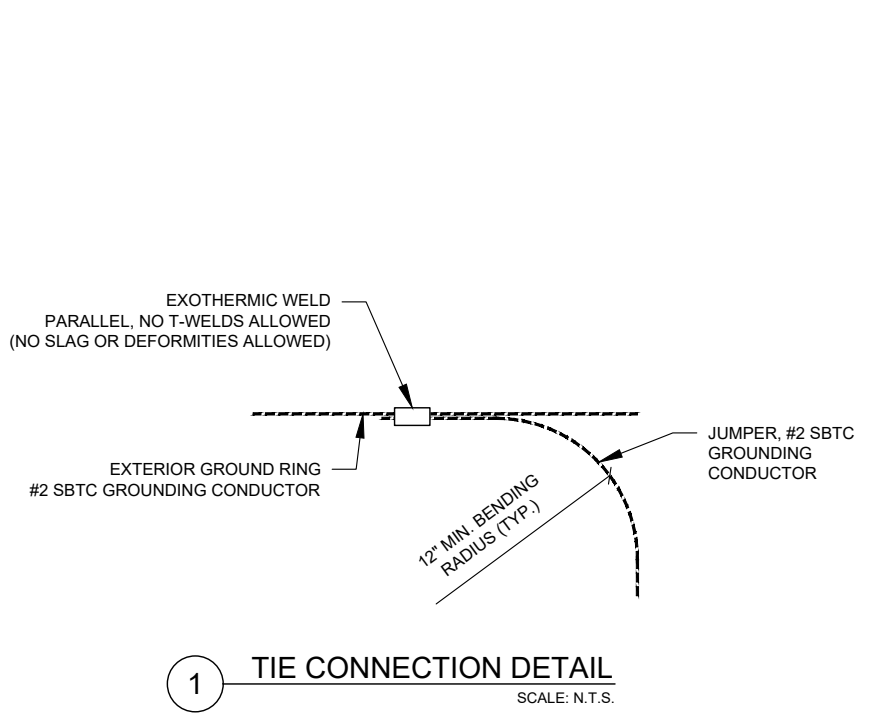 EXOTHERMIC WELD
PARALLEL, NO T-WELDS ALLOWED
(NO SLAG OR DEFORMITIES ALLOWED)
JUMPER, #2 SBTC
GROUNDING
CONDUCTOR
EXTERIOR GROUND RING
#2 SBTC GROUNDING CONDUCTOR
12" MIN. BENDING
RADIUS (TYP.)
1
TIE CONNECTION DETAIL
SCALE: N.T.S.